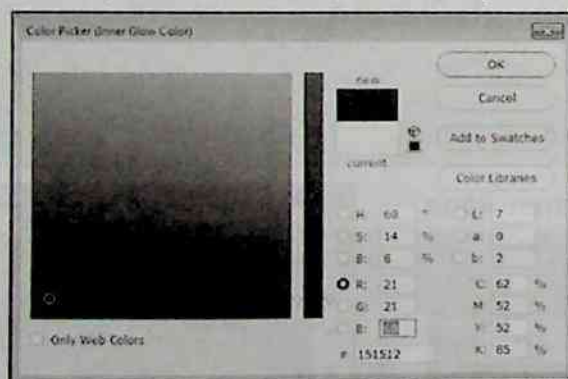 Color Picker (Inner Glow Color)
new
current
OK
Cancel
Add to Swatches
Color Libraries
H: 60 °
S: 14 %
B: 6 %
R: 21
G: 21
B:
# 151512
L: 7
a: 0
b: 2
C: 62 %
M: 52 %
Y: 52 %
K: 65 %
Only Web Colors